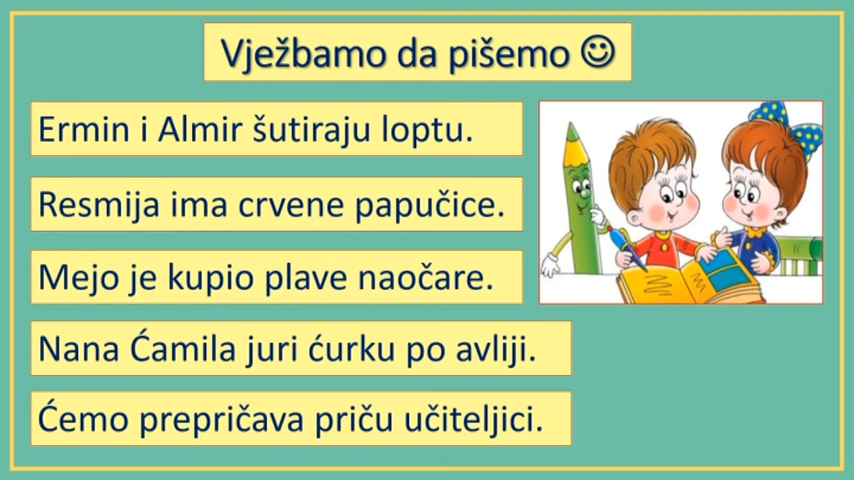 Vježbamo da pišemo ☺
Ermin i Almir šutiraju loptu.
Resmija ima crvene papučice.
Mejo je kupio plave naočare.
Nana Ćamila juri ćurku po avliji.
Ćemo prepričava priču učiteljici.